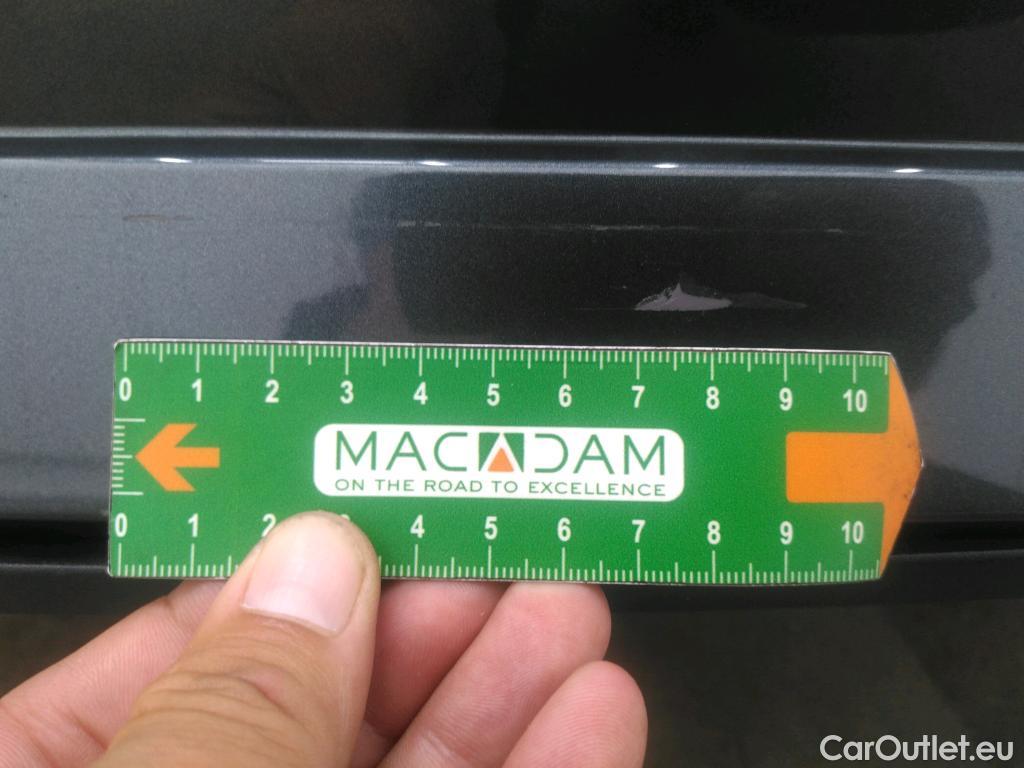 0 1 2 3 4 5 6 7 8 9 10
MACADAM
ON THE ROAD TO EXCELLENCE
0 1 2 3 4 5 6 7 8 9 10
CarOutlet.eu